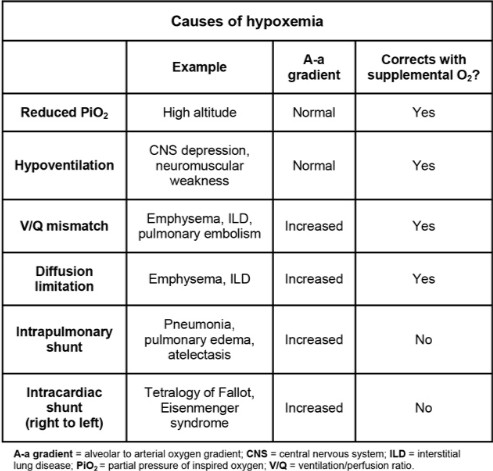 Causes of hypoxemia
Example
A-a
gradient
Corrects with
supplemental O₂?
Reduced PiO₂
High altitude
Normal
Yes
Hypoventilation
CNS depression,
neuromuscular
weakness
Normal
Yes
V/Q mismatch
Emphysema, ILD,
pulmonary embolism
Increased
Yes
Diffusion
limitation
Emphysema, ILD
Increased
Yes
Intrapulmonary
shunt
Pneumonia,
pulmonary edema,
atelectasis
Increased
No
Intracardiac
shunt
(right to left)
Tetralogy of Fallot,
Eisenmenger
syndrome
Increased
No
A-a gradient = alveolar to arterial oxygen gradient; CNS = central nervous system; ILD = interstitial
lung disease; PiO₂ = partial pressure of inspired oxygen; V/Q = ventilation/perfusion ratio.